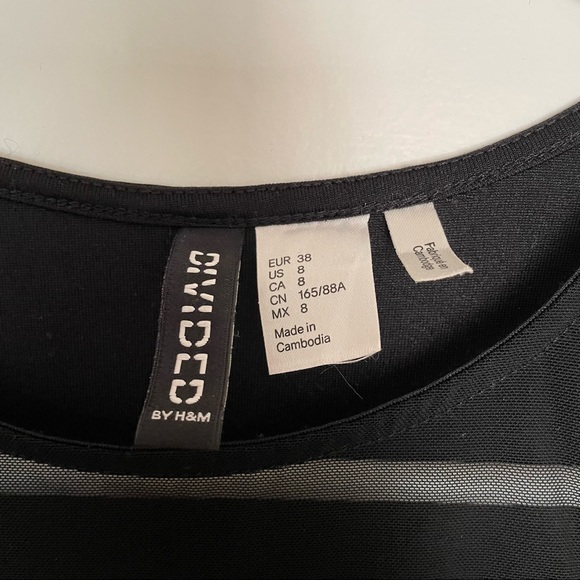 DIVIDED
BY H&M
EUR 38
US 8
CA 8
CN 165/88A
MX 8
Made in
Cambodia
Fabriqué en
Cambodge